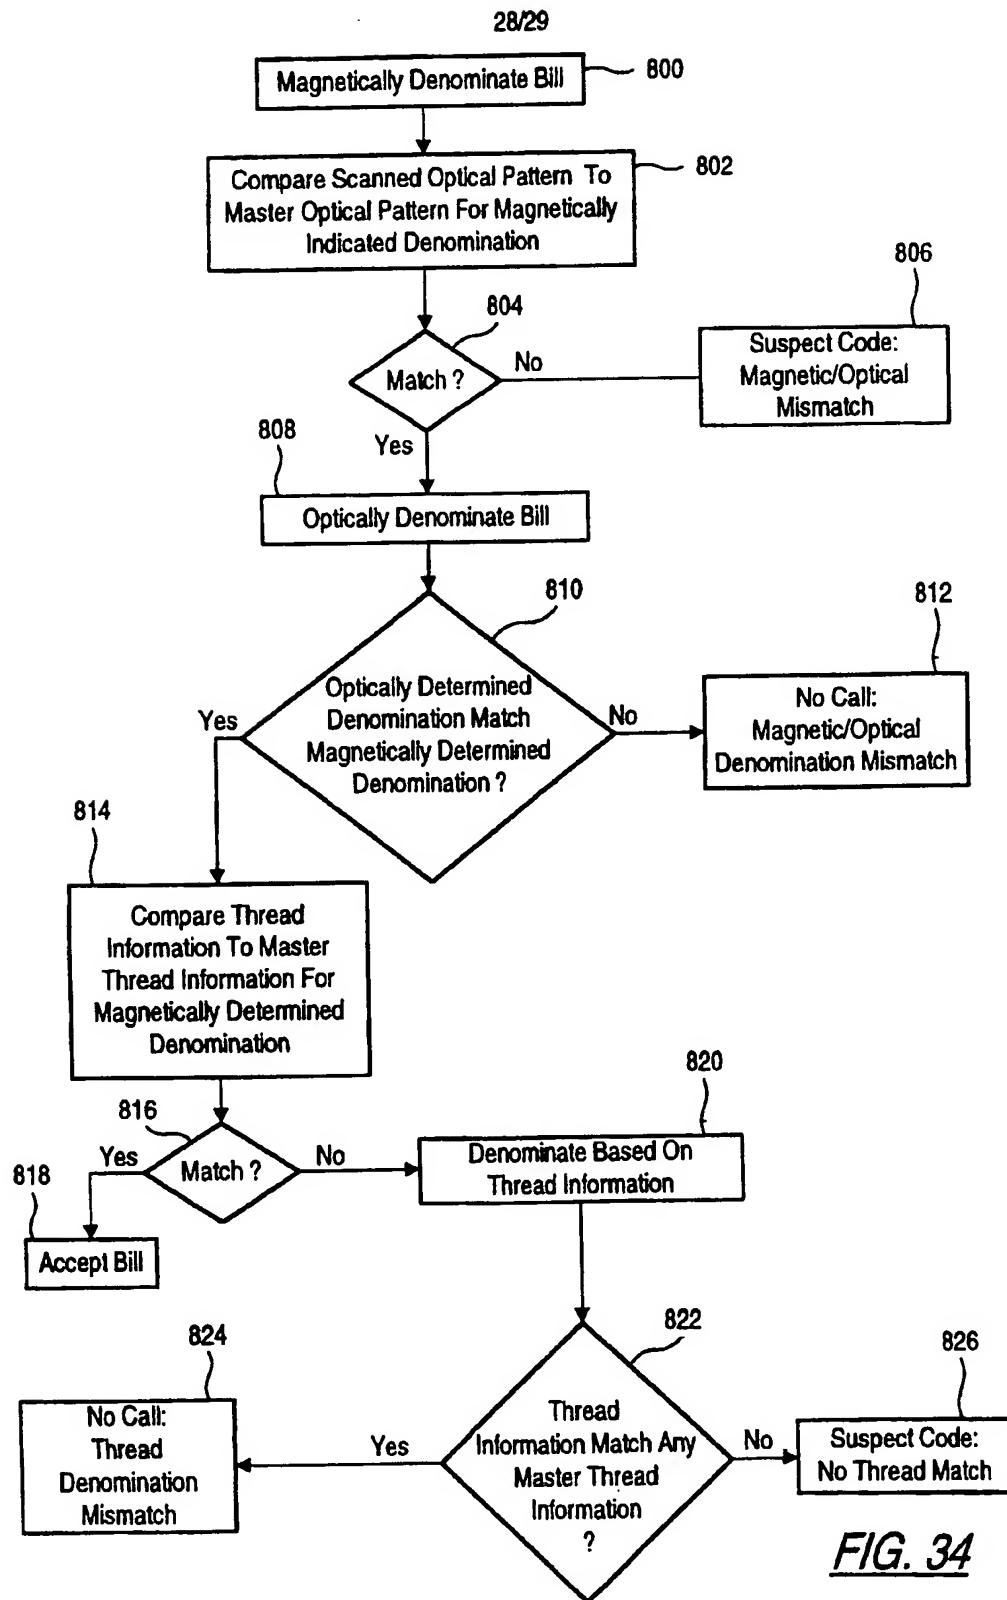 28/29
Magnetically Denominate Bill
800
Compare Scanned Optical Pattern To
Master Optical Pattern For Magnetically
Indicated Denomination
802
804
Match ?
No
Yes
806
Suspect Code:
Magnetic/Optical
Mismatch
808
Optically Denominate Bill
810
Optically Determined
Denomination Match
Magnetically Determined
Denomination ?
Yes
No
812
No Call:
Magnetic/Optical
Denomination Mismatch
814
Compare Thread
Information To Master
Thread Information For
Magnetically Determined
Denomination
816
Match ?
Yes
No
818
Accept Bill
820
Denominate Based On
Thread Information
822
Thread
Information Match Any
Master Thread
Information
?
Yes
No
824
No Call:
Thread
Denomination
Mismatch
826
Suspect Code:
No Thread Match
FIG. 34